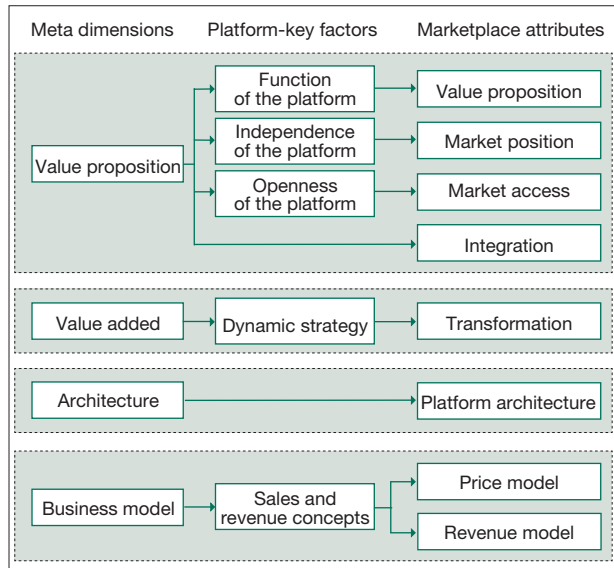 Meta dimensions
Platform-key factors
Marketplace attributes
Value proposition
Function
of the platform
Value proposition
Independence
of the platform
Market position
Openness
of the platform
Market access
Integration
Value added
Dynamic strategy
Transformation
Architecture
Platform architecture
Business model
Sales and
revenue concepts
Price model
Revenue model